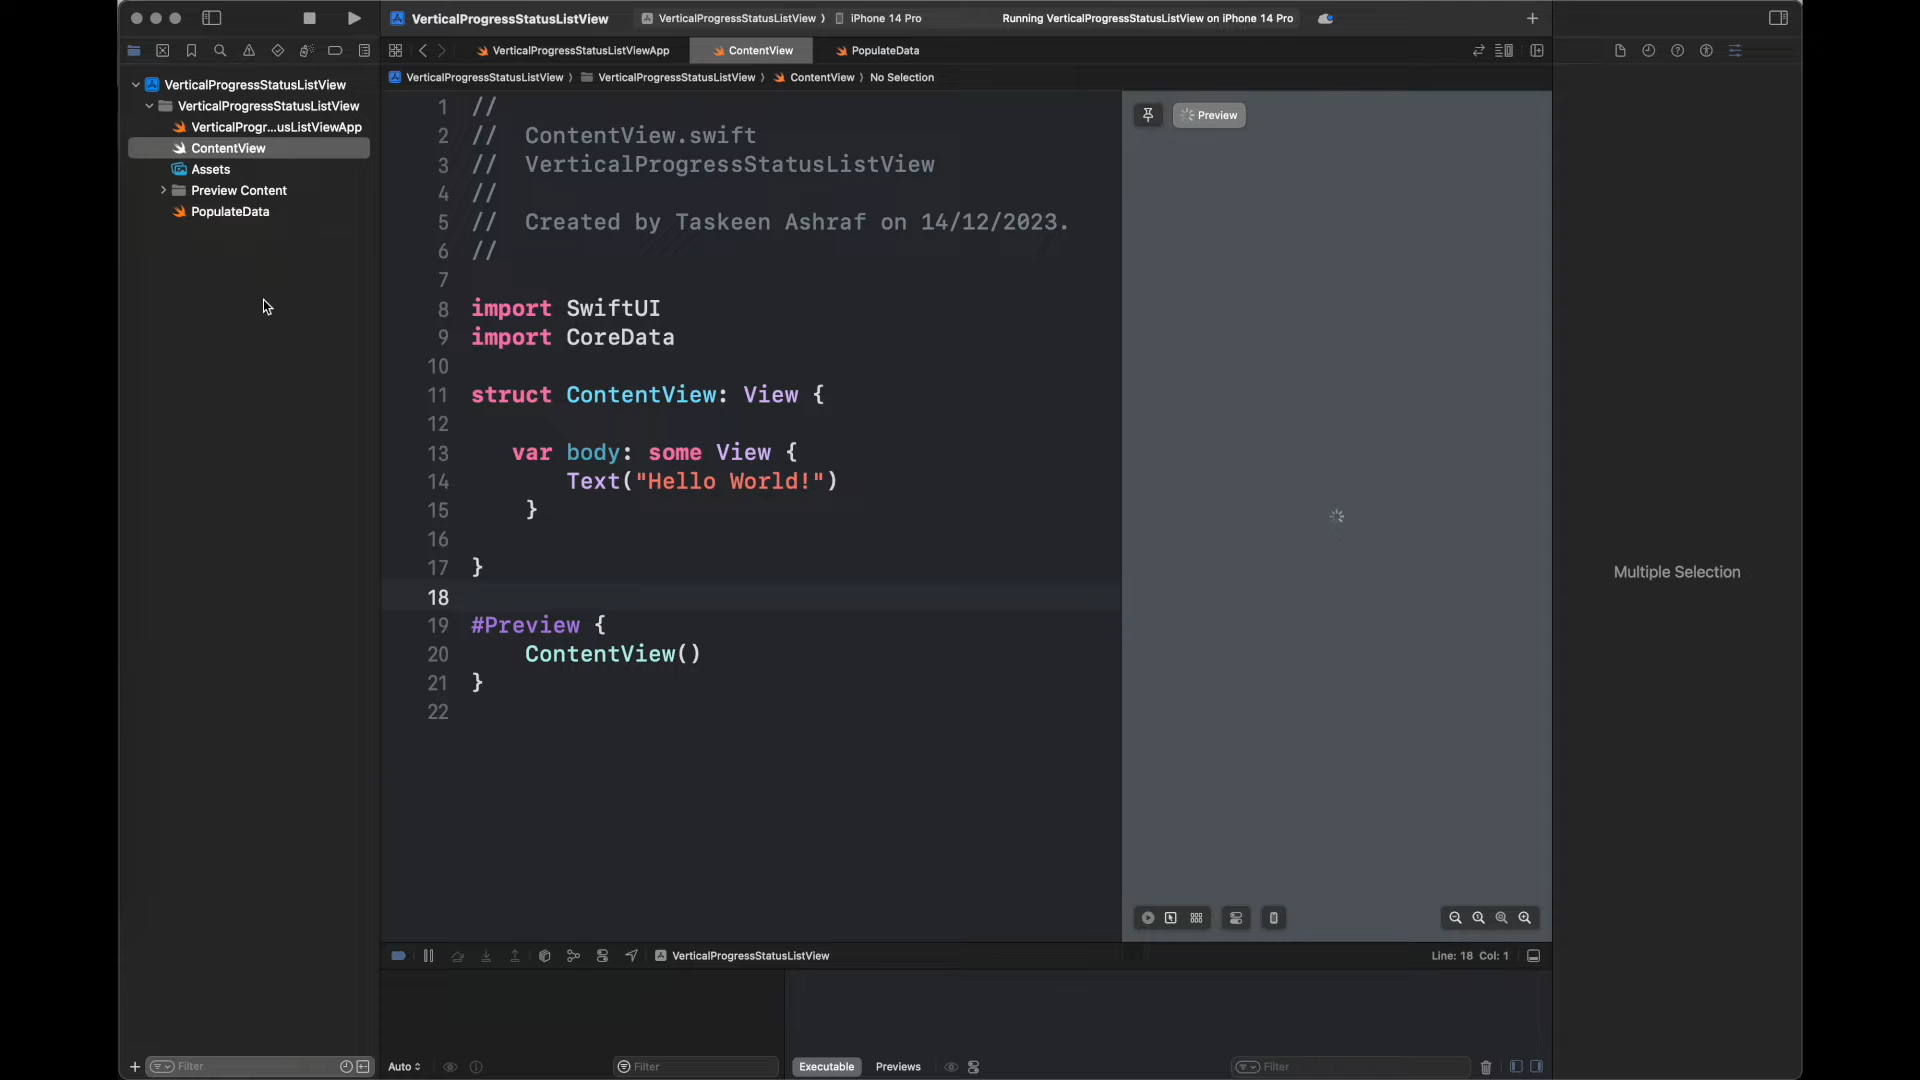 VerticalProgressStatusListView
VerticalProgressStatusListView ⟩ iPhone 14 Pro
Running VerticalProgressStatusListView on iPhone 14 Pro
VerticalProgressStatusListViewApp
ContentView
PopulateData
VerticalProgressStatusListView ⟩ VerticalProgressStatusListView ⟩ ContentView ⟩ No Selection
VerticalProgressStatusListView
VerticalProgressStatusListView
VerticalProgr...usListViewApp
ContentView
Assets
Preview Content
PopulateData
1 //
2 // ContentView.swift
3 // VerticalProgressStatusListView
4 //
5 // Created by Taskeen Ashraf on 14/12/2023.
6 //
7
8 import SwiftUI
9 import CoreData
10
11 struct ContentView: View {
12
13 var body: some View {
14 Text("Hello World!")
15 }
16
17 }
18
19 #Preview {
20 ContentView()
21 }
22
Preview
Multiple Selection
VerticalProgressStatusListView
Line: 18 Col: 1
Filter
Auto
Filter
Executable
Previews
Filter